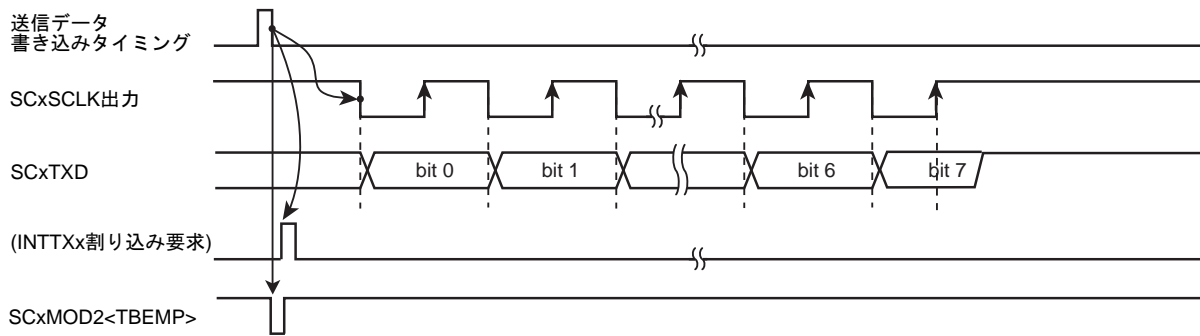 送信データ
書き込みタイミング
SCxSCLK出力
SCxTXD
bit 0
bit 1
bit 6
bit 7
(INTTXx割り込み要求)
SCxMOD2<TBEMP>